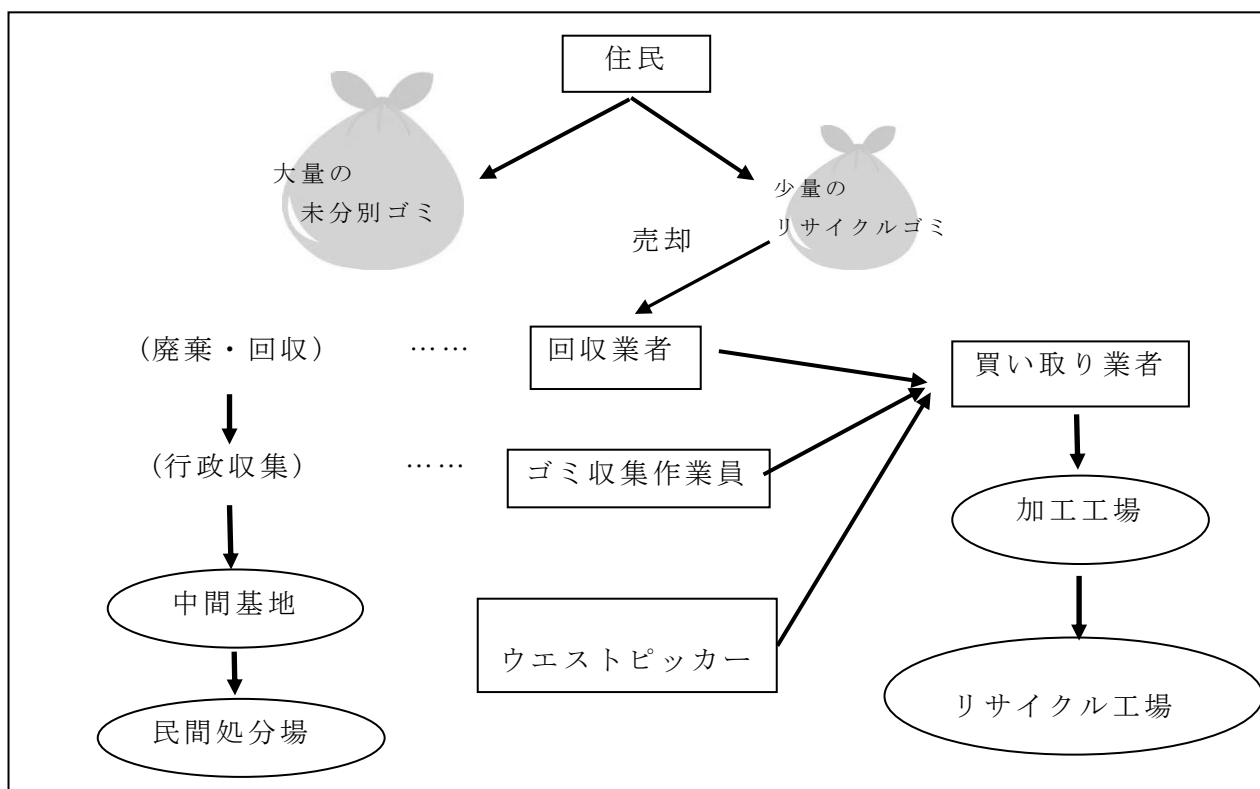 住民
大量の
未分別ゴミ
少量の
リサイクルゴミ
売却
(廃棄・回収)
……
回収業者
買い取り業者
(行政収集)
……
ゴミ収集作業員
加工工場
中間基地
ウエストピッカー
リサイクル工場
民間処分場